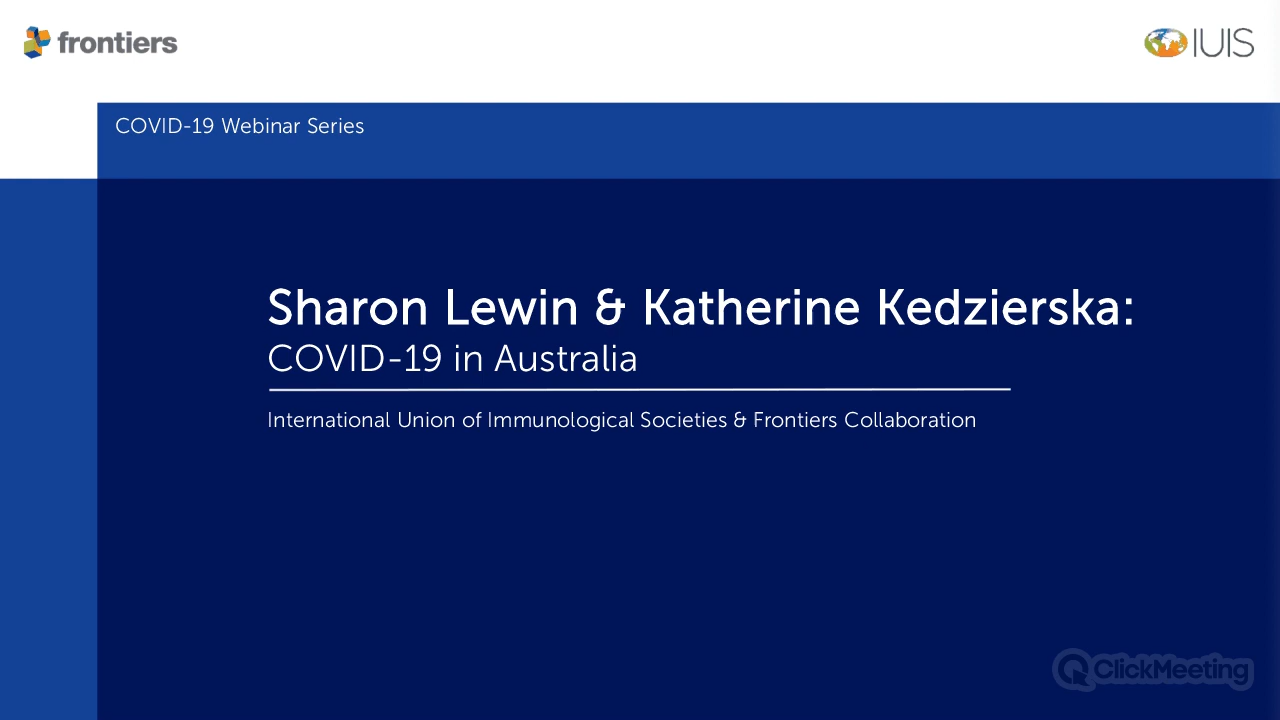 frontiers
IUIS
COVID-19 Webinar Series
Sharon Lewin & Katherine Kedzierska:
COVID-19 in Australia
International Union of Immunological Societies & Frontiers Collaboration
ClickMeeting